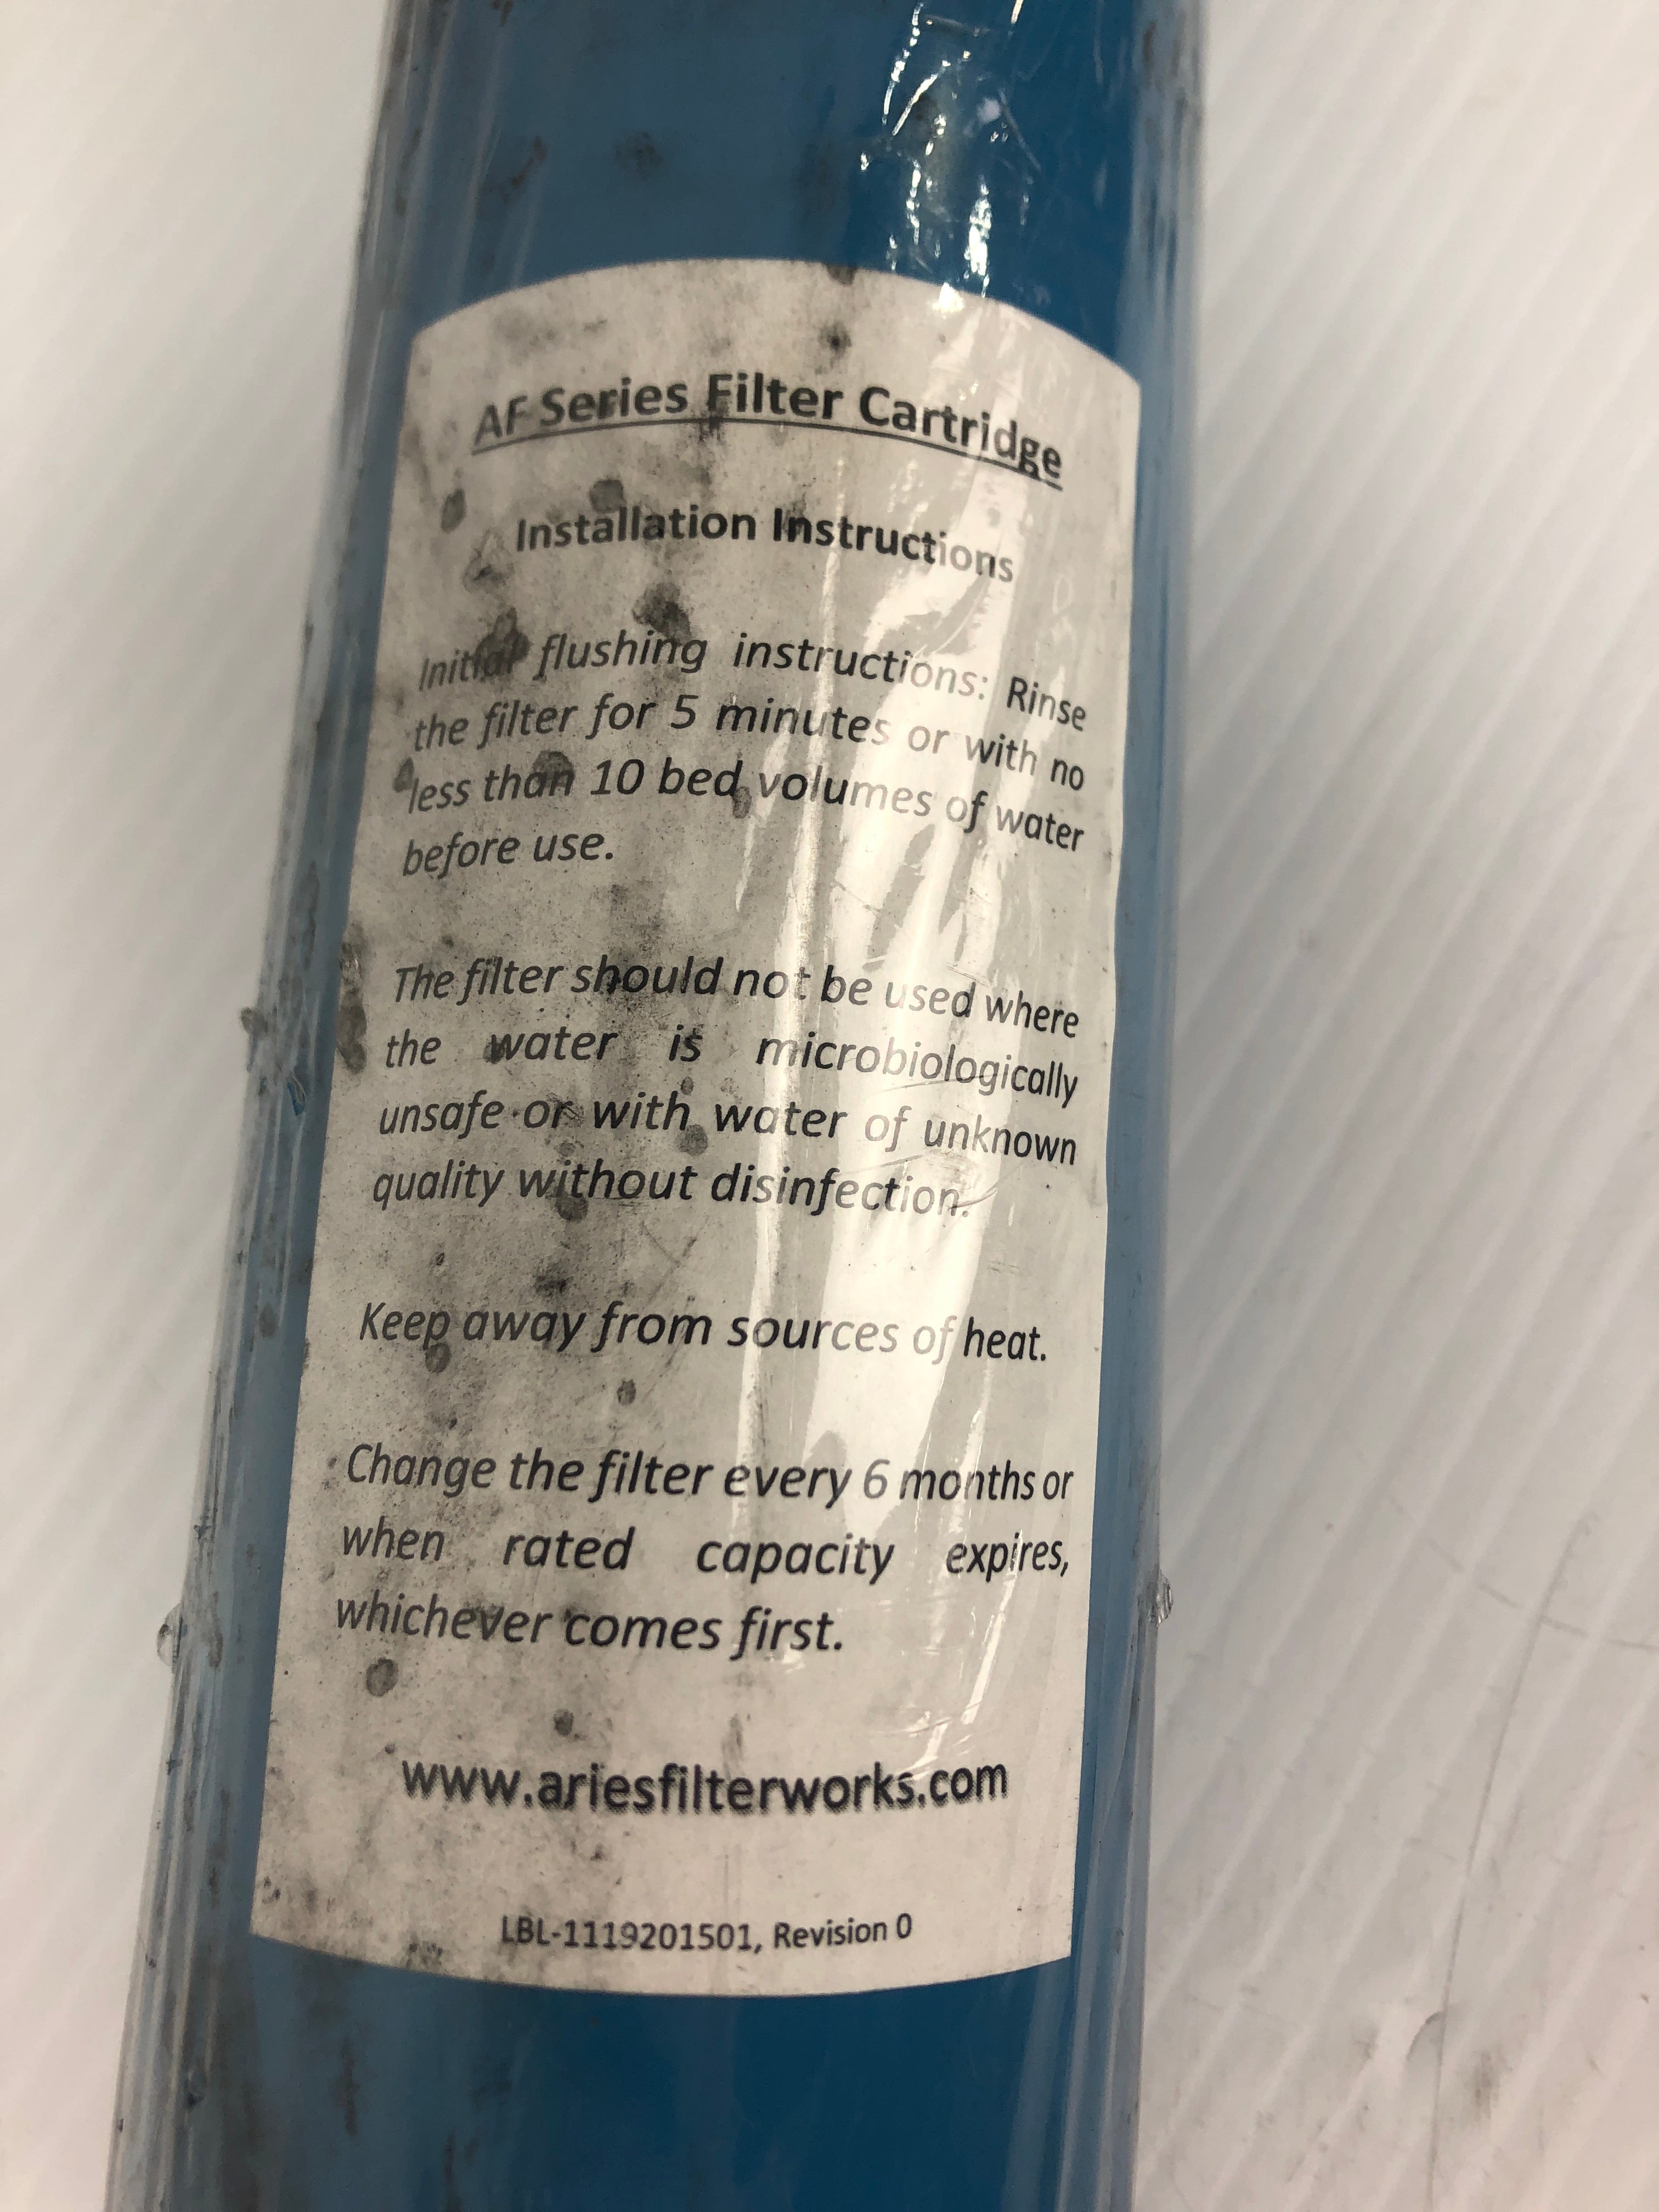 AF Series Filter Cartridge
Installation Instructions
Initial flushing instructions: Rinse
the filter for 5 minutes or with no
less than 10 bed volumes of water
before use.
The filter should not be used where
the water is microbiologically
unsafe or with water of unknown
quality without disinfection.
Keep away from sources of heat.
Change the filter every 6 months or
when rated capacity expires,
whichever comes first.
www.ariesfilterworks.com
LBL-1119201501, Revision 0